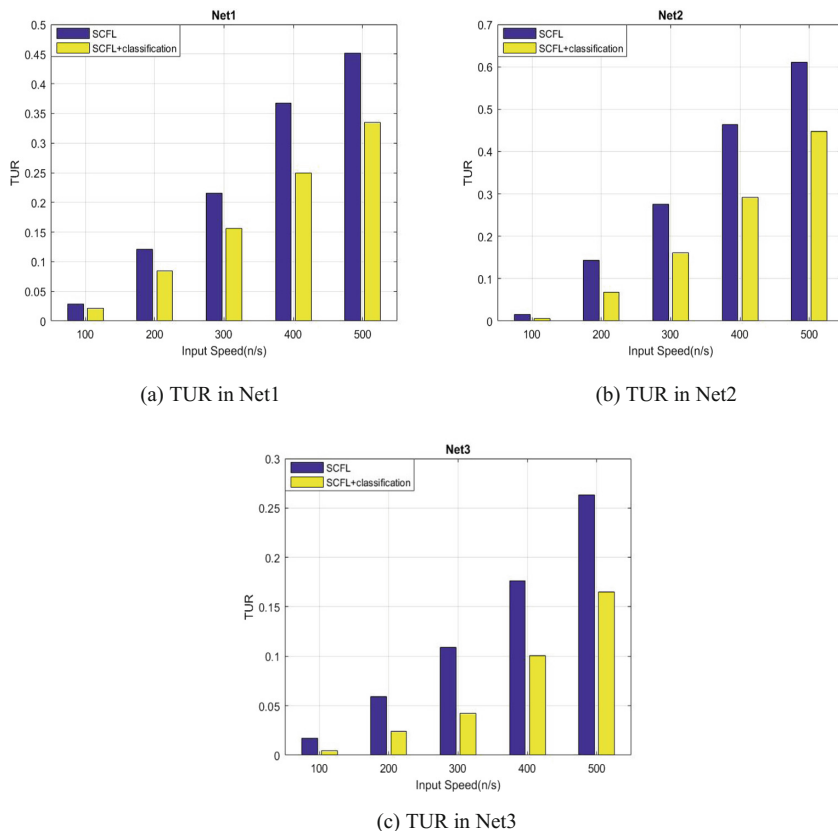 Net1
SCFL
SCFL+classification
0.5
0.45
0.4
0.35
0.3
0.25
0.2
0.15
0.1
0.05
0
TUR
100 200 300 400 500
Input Speed(n/s)
(a) TUR in Net1
Net2
SCFL
SCFL+classification
0.7
0.6
0.5
0.4
0.3
0.2
0.1
0
TUR
100 200 300 400 500
Input Speed(n/s)
(b) TUR in Net2
Net3
SCFL
SCFL+classification
0.3
0.25
0.2
0.15
0.1
0.05
0
TUR
100 200 300 400 500
Input Speed(n/s)
(c) TUR in Net3